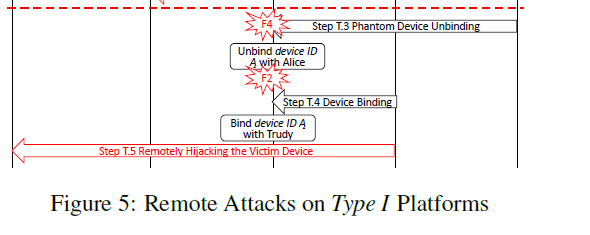 F4
Step T.3 Phantom Device Unbinding
Unbind device ID
A with Alice
F2
Step T.4 Device Binding
Bind device ID A
with Trudy
Step T.5 Remotely Hijacking the Victim Device
Figure 5: Remote Attacks on Type I Platforms